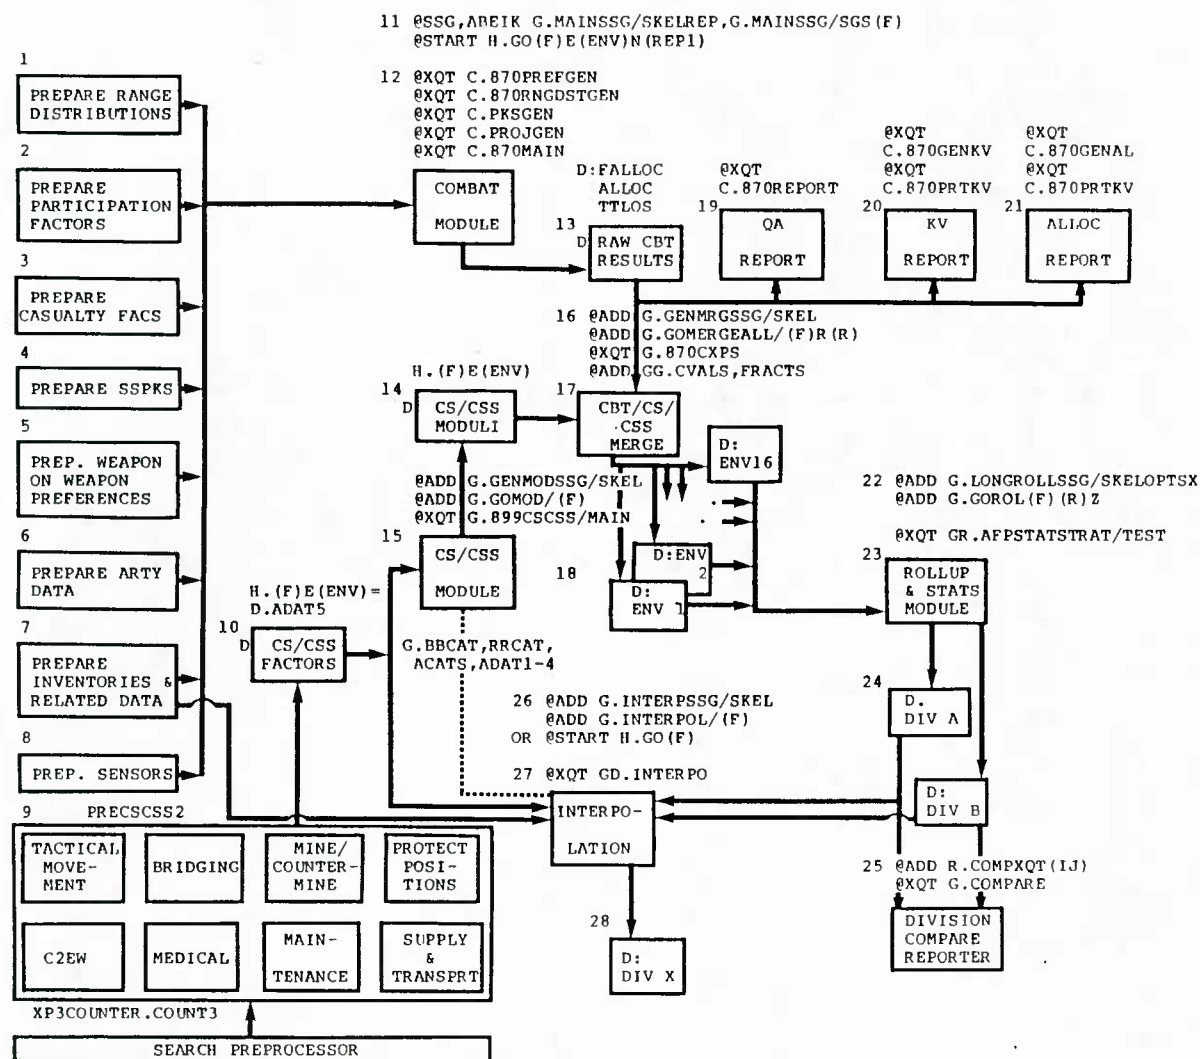 11 @SSG,ABEIK G.MAINSSG/SKELREP,G.MAINSSG/SGS(F)
@START H.GO(F)E(ENV)N(REP1)
1
PREPARE RANGE
DISTRIBUTIONS
2
PREPARE
PARTICIPATION
FACTORS
3
PREPARE
CASUALTY FACS
4
PREPARE SSPKS
5
PREP. WEAPON
ON WEAPON
PREFERENCES
6
PREPARE ARTY
DATA
7
PREPARE
INVENTORIES &
RELATED DATA
8
PREP. SENSORS
9 PRECSCSS2
TACTICAL
MOVE-
MENT
BRIDGING
MINE/
COUNTER-
MINE
PROTECT
POSI-
TIONS
C2EW
MEDICAL
MAIN-
TENANCE
SUPPLY
&
TRANSPRT
XP3COUNTER.COUNT3
SEARCH PREPROCESSOR
12 @XQT C.870PREFGEN
@XQT C.870RNGDSTGEN
@XQT C.PKSGEN
@XQT C.PROJGEN
@XQT C.870MAIN
COMBAT
MODULE
D:FALLOC
ALLOC
TTLOS
13
D RAW CBT
RESULTS
@XQT
C.870REPORT
19
QA
REPORT
@XQT
C.870GENKV
@XQT
C.870PRTKV
20
KV
REPORT
@XQT
C.870GENAL
@XQT
C.870PRTKV
21
ALLOC
REPORT
16 @ADD G.GENMRGSSG/SKEL
@ADD G.GOMERGEALL/(F)R(R)
@XQT G.870CXPS
@ADD GG.CVALS,FRACTS
H.(F)E(ENV)
14
D CS/CSS
MODULI
17
CBT/CS/
CSS
MERGE
D:
ENV16
@ADD G.GENMODSSG/SKEL
@ADD G.GOMOD/(F)
@XQT G.899CSCSS/MAIN
15
CS/CSS
MODULE
18
D:ENV
2
D:
ENV 1
22 @ADD G.LONGROLLSSG/SKELOPTSX
@ADD G.GOROL(F)(R)Z
@XQT GR.AFPSTATSTRAT/TEST
23
ROLLUP
& STATS
MODULE
H.(F)E(ENV)=
D.ADAT5
10
D CS/CSS
FACTORS
G.BBCAT,RRCAT,
ACATS,ADAT1-4
24
D.
DIV A
26 @ADD G.INTERPSSG/SKEL
@ADD G.INTERPOL/(F)
OR @START H.GO(F)
27 @XQT GD.INTERPO
INTERPO-
LATION
D:
DIV B
25 @ADD R.COMPXQT(IJ)
@XQT G.COMPARE
DIVISION
COMPARE
REPORTER
28
D:
DIV X